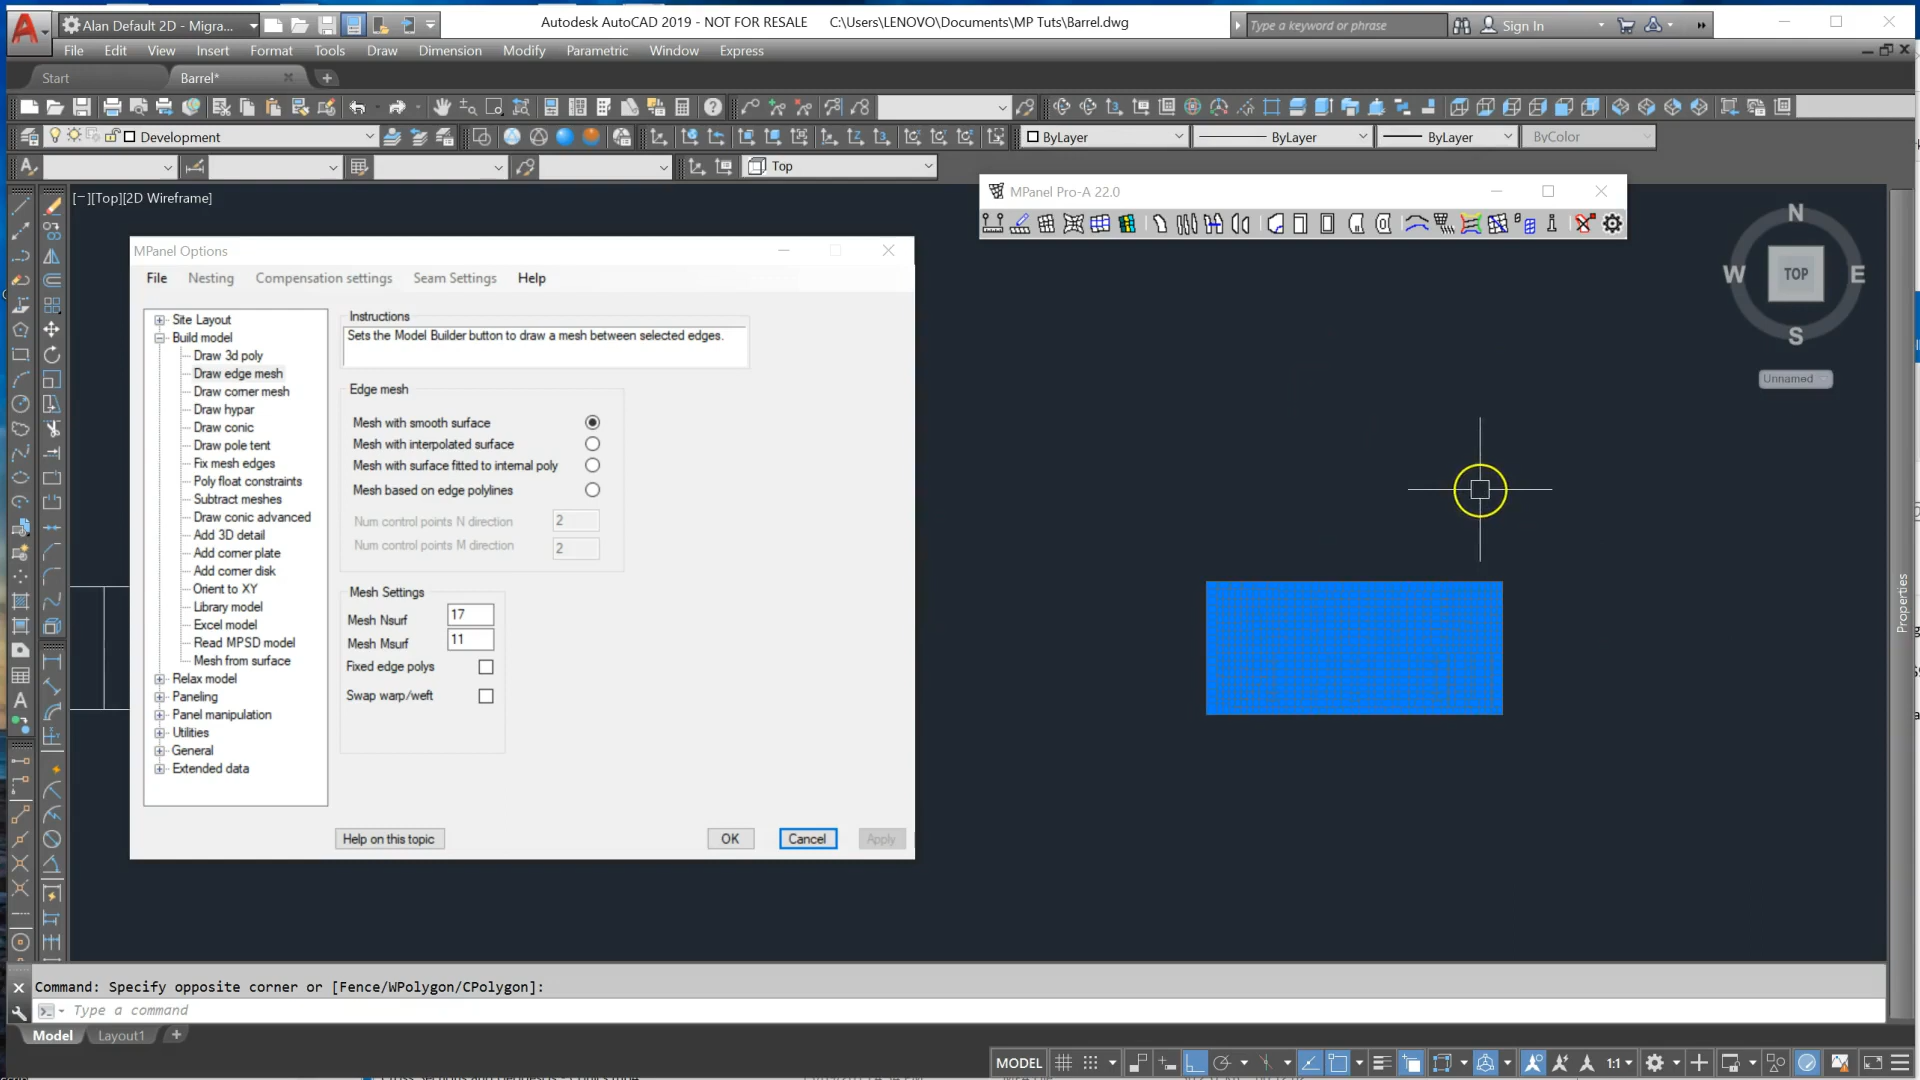 Alan Default 2D - Migra...
Autodesk AutoCAD 2019 - NOT FOR RESALE C:\Users\LENOVO\Documents\MP Tuts\Barrel.dwg
Type a keyword or phrase
Sign In
File Edit View Insert Format Tools Draw Dimension Modify Parametric Window Express
Start
Barrel*
Development
ByLayer
ByLayer
ByLayer
ByColor
Top
[−][Top][2D Wireframe]
MPanel Pro-A 22.0
N
W
TOP
E
S
Unnamed
Properties
MPanel Options
File Nesting Compensation settings Seam Settings Help
Site Layout
Build model
Draw 3d poly
Draw edge mesh
Draw corner mesh
Draw hypar
Draw conic
Draw pole tent
Fix mesh edges
Poly float constraints
Subtract meshes
Draw conic advanced
Add 3D detail
Add corner plate
Add corner disk
Orient to XY
Library model
Excel model
Read MPSD model
Mesh from surface
Relax model
Paneling
Panel manipulation
Utilities
General
Extended data
Instructions
Sets the Model Builder button to draw a mesh between selected edges.
Edge mesh
Mesh with smooth surface
Mesh with interpolated surface
Mesh with surface fitted to internal poly
Mesh based on edge polylines
Num control points N direction 2
Num control points M direction 2
Mesh Settings
Mesh Nsurf 17
Mesh Msurf 11
Fixed edge polys
Swap warp/weft
Help on this topic
OK
Cancel
Apply
Command: Specify opposite corner or [Fence/WPolygon/CPolygon]:
Type a command
Model
Layout1
MODEL
1:1